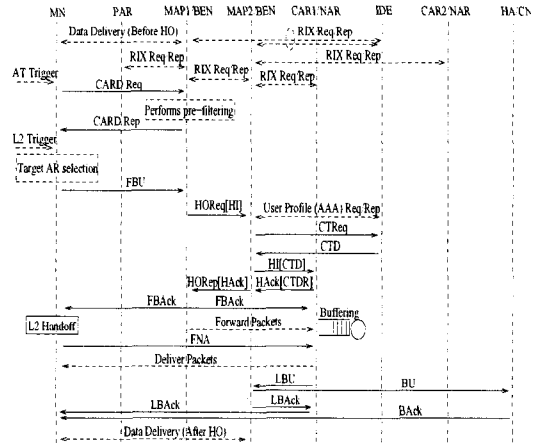 MN PAR MAP1/BEN MAP2/BEN CAR1/NAR IDE CAR2/NAR HA/CN
Data Delivery (Before HO)
RIX Req/Rep
RIX Req/Rep
RIX Req/Rep
RIX Req/Rep
AT Trigger
RIX Req/Rep
CARD Req
Performs pre-filtering
CARD Rep
L2 Trigger
Target AR selection
FBU
HOReq[HI]
User Profile (AAA) Req/Rep
CTReq
CTD
HI[CTD]
HORep[HAck]
HAck[CTDR]
FBAck
FBAck
Buffering
L2 Handoff
Forward Packets
FNA
Deliver Packets
LBU
BU
LBAck
LBAck
BAck
Data Delivery (After HO)